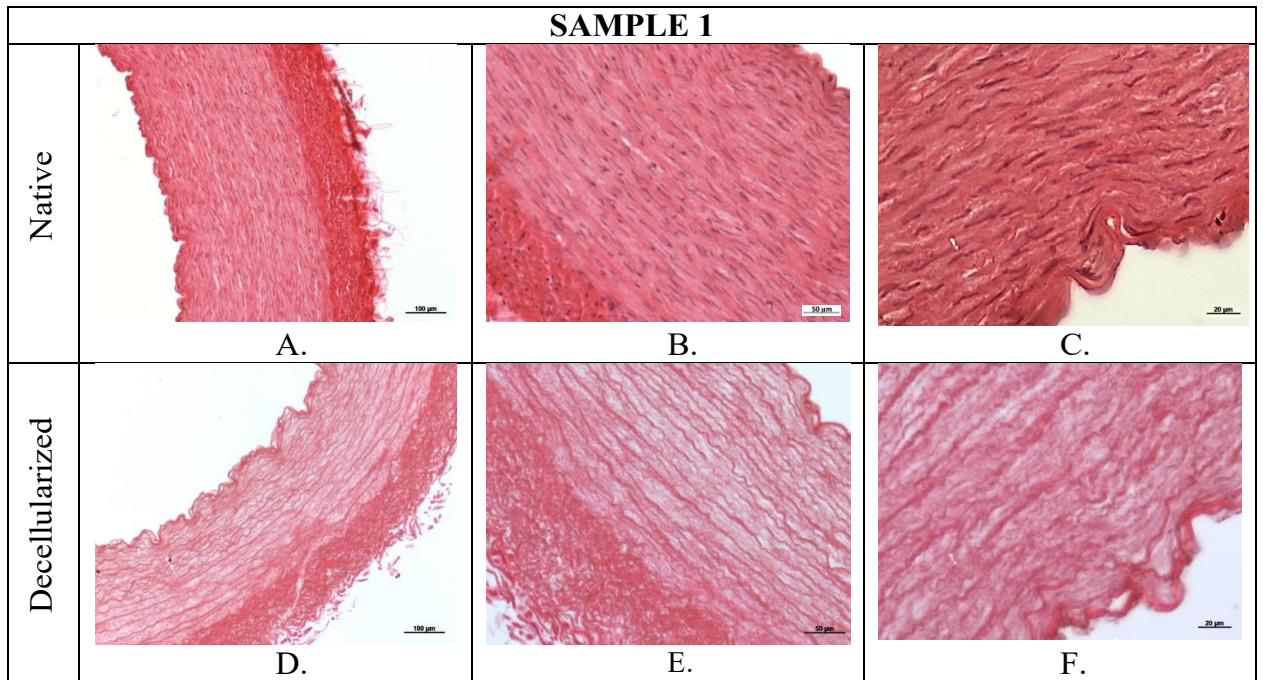 SAMPLE 1
Native
100 µm
50 µm
20 µm
A.
B.
C.
Decellularized
100 µm
50 µm
20 µm
D.
E.
F.